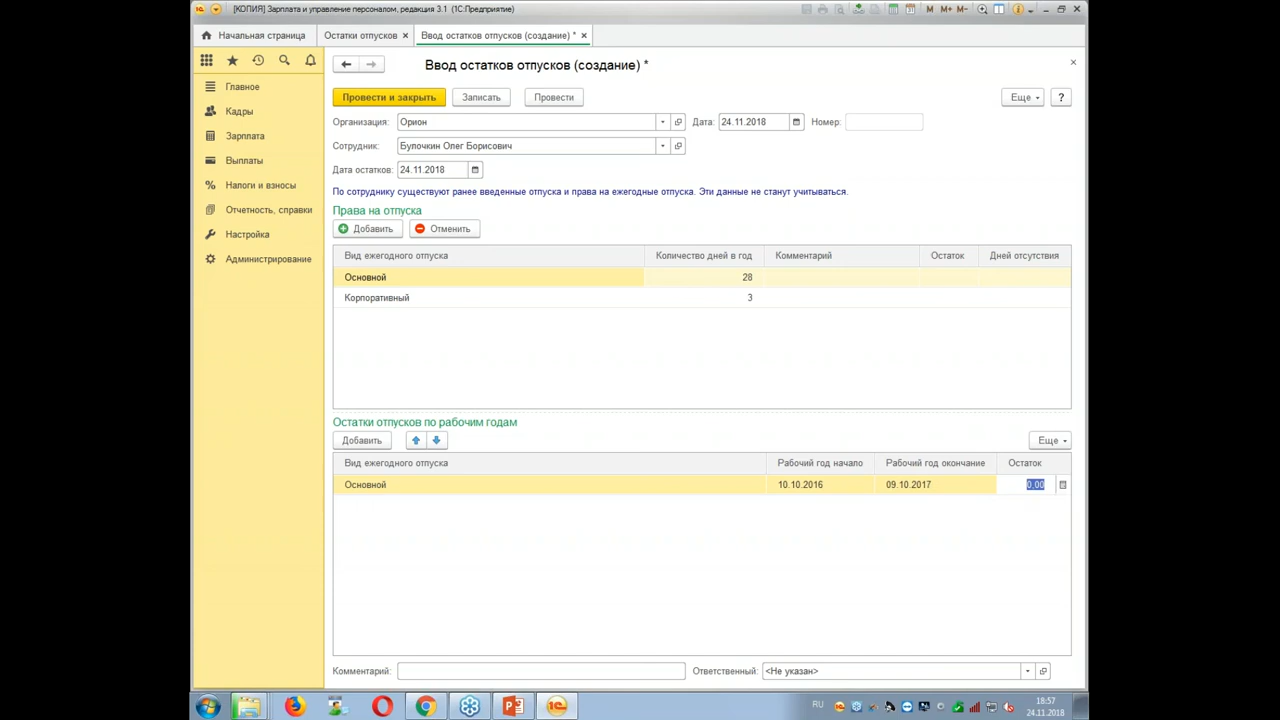 [КОПИЯ] Зарплата и управление персоналом, редакция 3.1 (1С:Предприятие)
M M+ M-
Начальная страница
Остатки отпусков
Ввод остатков отпусков (создание) *
Ввод остатков отпусков (создание) *
Главное
Кадры
Зарплата
Выплаты
Налоги и взносы
Отчетность, справки
Настройка
Администрирование
Провести и закрыть
Записать
Провести
Еще
?
Организация:
Орион
Дата:
24.11.2018
Номер:
Сотрудник:
Булочкин Олег Борисович
Дата остатков:
24.11.2018
По сотруднику существуют ранее введенные отпуска и права на ежегодные отпуска. Эти данные не станут учитываться.
Права на отпуска
Добавить
Отменить
Вид ежегодного отпуска
Количество дней в год
Комментарий
Остаток
Дней отсутствия
Основной
28
Корпоративный
3
Остатки отпусков по рабочим годам
Добавить
Еще
Вид ежегодного отпуска
Рабочий год начало
Рабочий год окончание
Остаток
Основной
10.10.2016
09.10.2017
0,00
Комментарий:
Ответственный:
<Не указан>
RU
18:57
24.11.2018